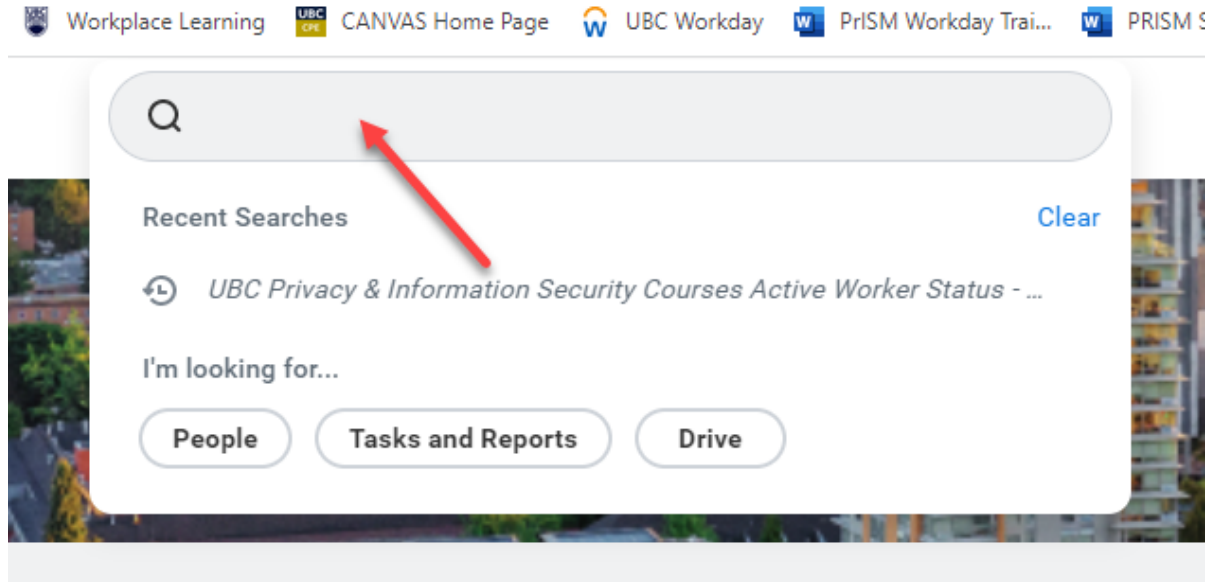 Workplace Learning UBC CPE CANVAS Home Page UBC Workday W PrISM Workday Trai... W PRISM S
Recent Searches Clear
UBC Privacy & Information Security Courses Active Worker Status - ...
I'm looking for...
People Tasks and Reports Drive